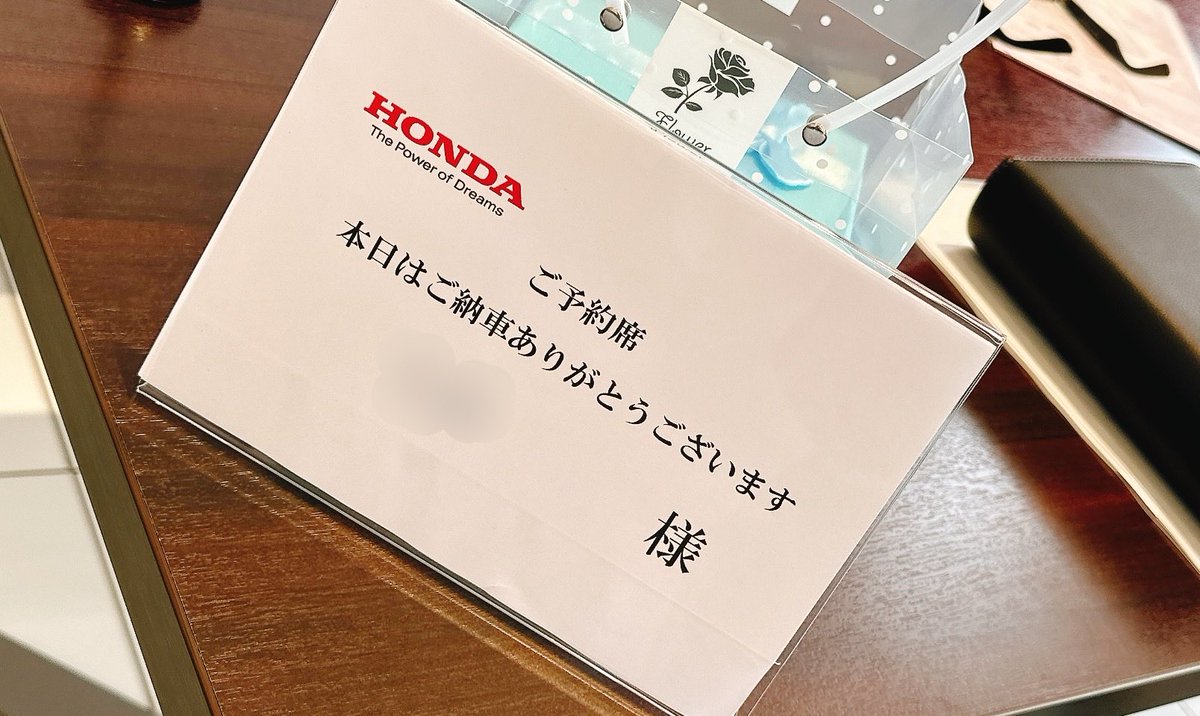 HONDA
The Power of Dreams
ご予約席
本日はご納車ありがとうございます
様
Flower